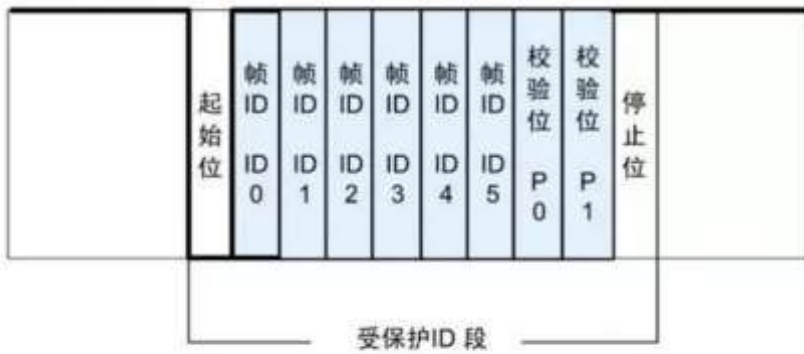 起始位
帧ID ID0
帧ID ID1
帧ID ID2
帧ID ID3
帧ID ID4
帧ID ID5
校验位 P0
校验位 P1
停止位
受保护ID 段